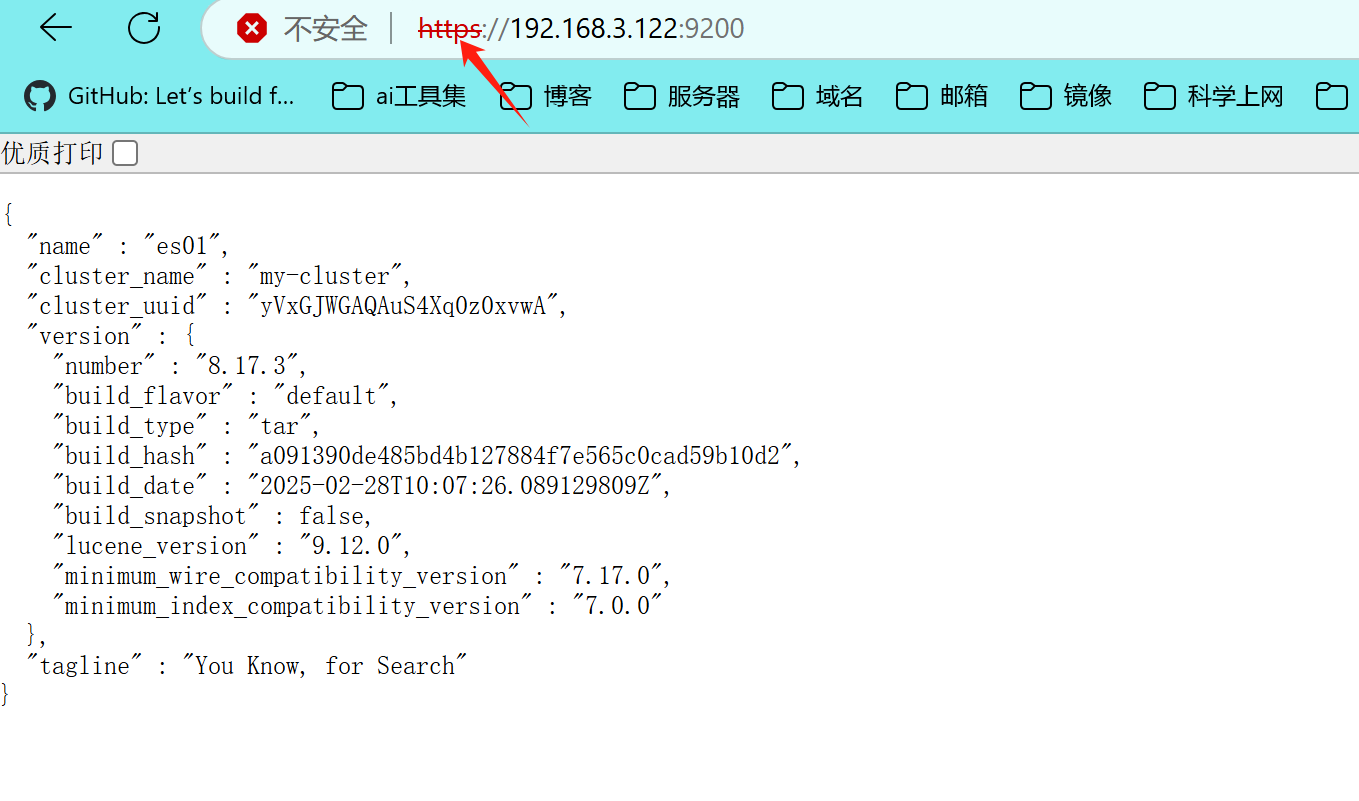 不安全 https://192.168.3.122:9200
GitHub: Let's build f... ai工具集 博客 服务器 域名 邮箱 镜像 科学上网
优质打印
{
  "name" : "es01",
  "cluster_name" : "my-cluster",
  "cluster_uuid" : "yVxGJWGAQAuS4Xq0z0xvwA",
  "version" : {
    "number" : "8.17.3",
    "build_flavor" : "default",
    "build_type" : "tar",
    "build_hash" : "a091390de485bd4b127884f7e565c0cad59b10d2",
    "build_date" : "2025-02-28T10:07:26.089129809Z",
    "build_snapshot" : false,
    "lucene_version" : "9.12.0",
    "minimum_wire_compatibility_version" : "7.17.0",
    "minimum_index_compatibility_version" : "7.0.0"
  },
  "tagline" : "You Know, for Search"
}